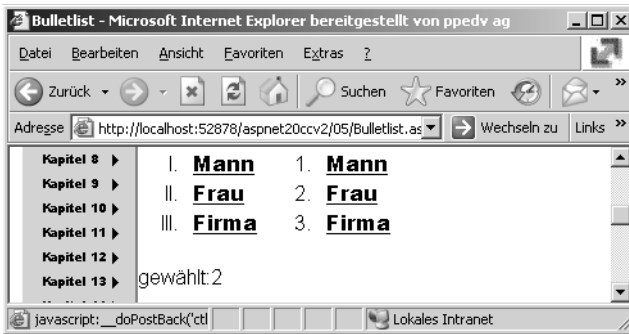 Bulletlist - Microsoft Internet Explorer bereitgestellt von ppedv ag
Datei Bearbeiten Ansicht Favoriten Extras ?
Zurück Suchen Favoriten »
Adresse http://localhost:52878/aspnet20ccv2/05/Bulletlist.as Wechseln zu Links »
Kapitel 8
Kapitel 9
Kapitel 10
Kapitel 11
Kapitel 12
Kapitel 13
I. Mann 1. Mann
II. Frau 2. Frau
III. Firma 3. Firma
gewählt:2
javascript:__doPostBack('ctl Lokales Intranet